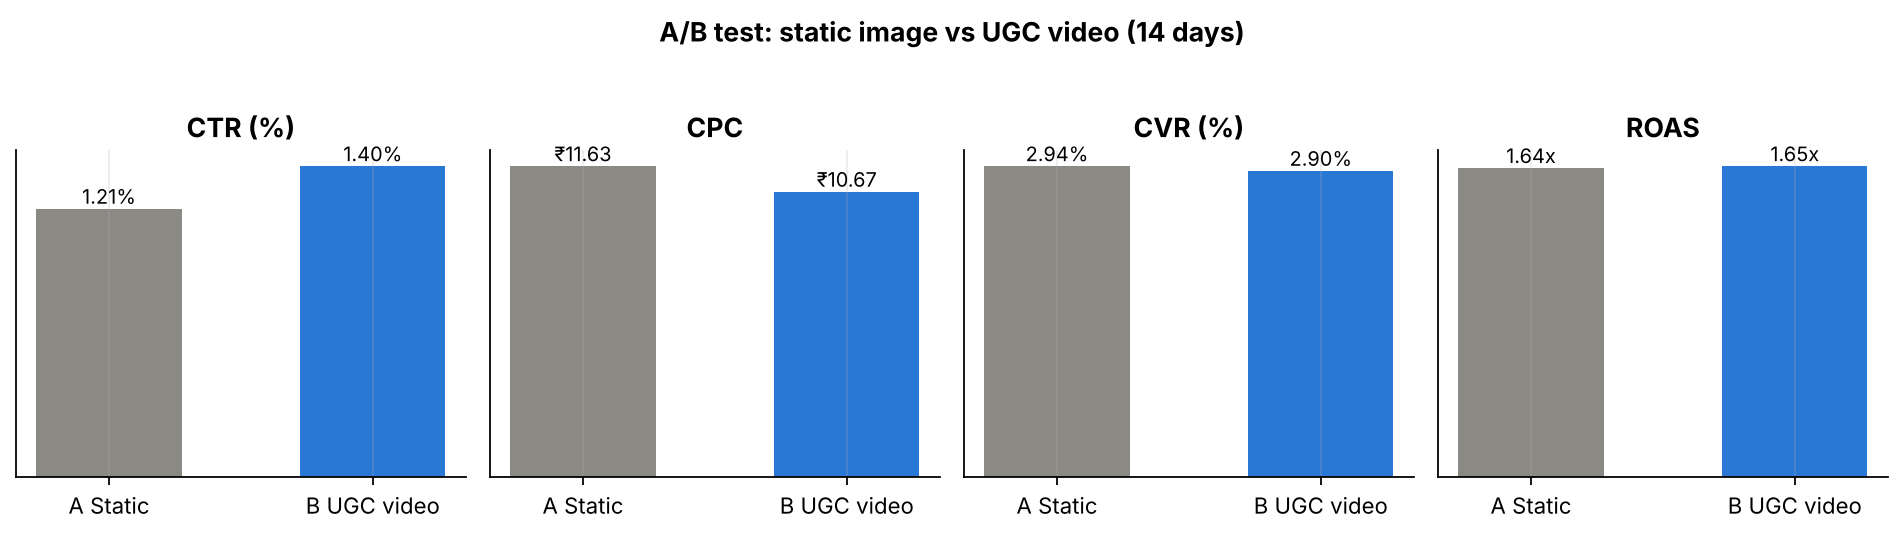 A/B test: static image vs UGC video (14 days)
CTR (%)
1.21%
1.40%
A Static
B UGC video
CPC
₹11.63
₹10.67
A Static
B UGC video
CVR (%)
2.94%
2.90%
A Static
B UGC video
ROAS
1.64x
1.65x
A Static
B UGC video